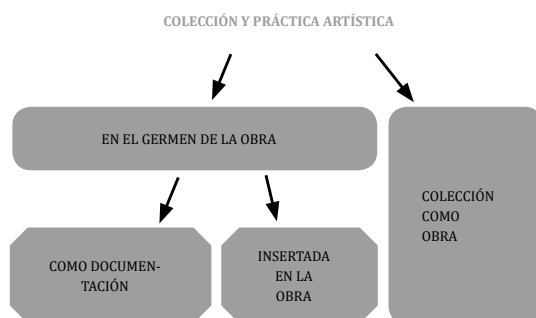 COLECCIÓN Y PRÁCTICA ARTÍSTICA
EN EL GERMEN DE LA OBRA
COLECCIÓN
COMO
OBRA
COMO DOCUMEN-
TACIÓN
INSERTADA
EN LA
OBRA